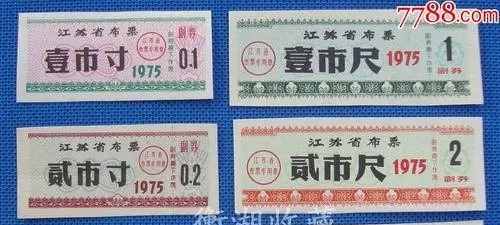 7788.com
江苏省布票
副券
壹市寸
1975
0.1
江苏省布票
壹市尺
1975
1
副券
江苏省布票
副券
贰市寸
1975
0.2
江苏省布票
贰市尺
1975
2
副券